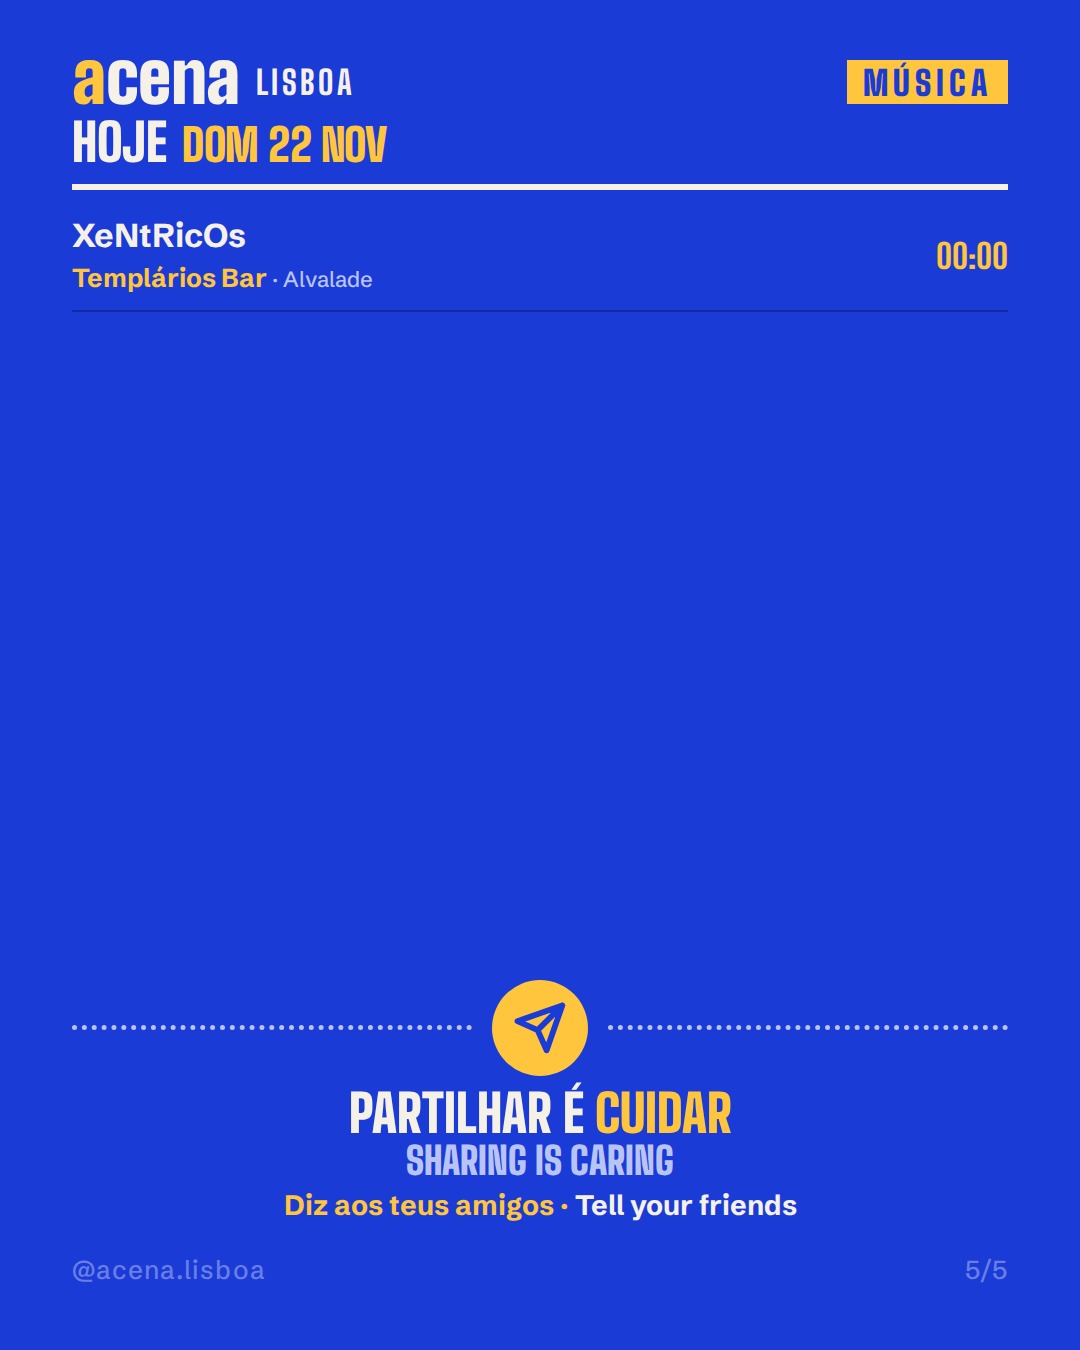 acena LISBOA
MÚSICA
HOJE DOM 22 NOV
XeNtRicOs
00:00
Templários Bar · Alvalade
PARTILHAR É CUIDAR
SHARING IS CARING
Diz aos teus amigos · Tell your friends
@acena.lisboa
5/5